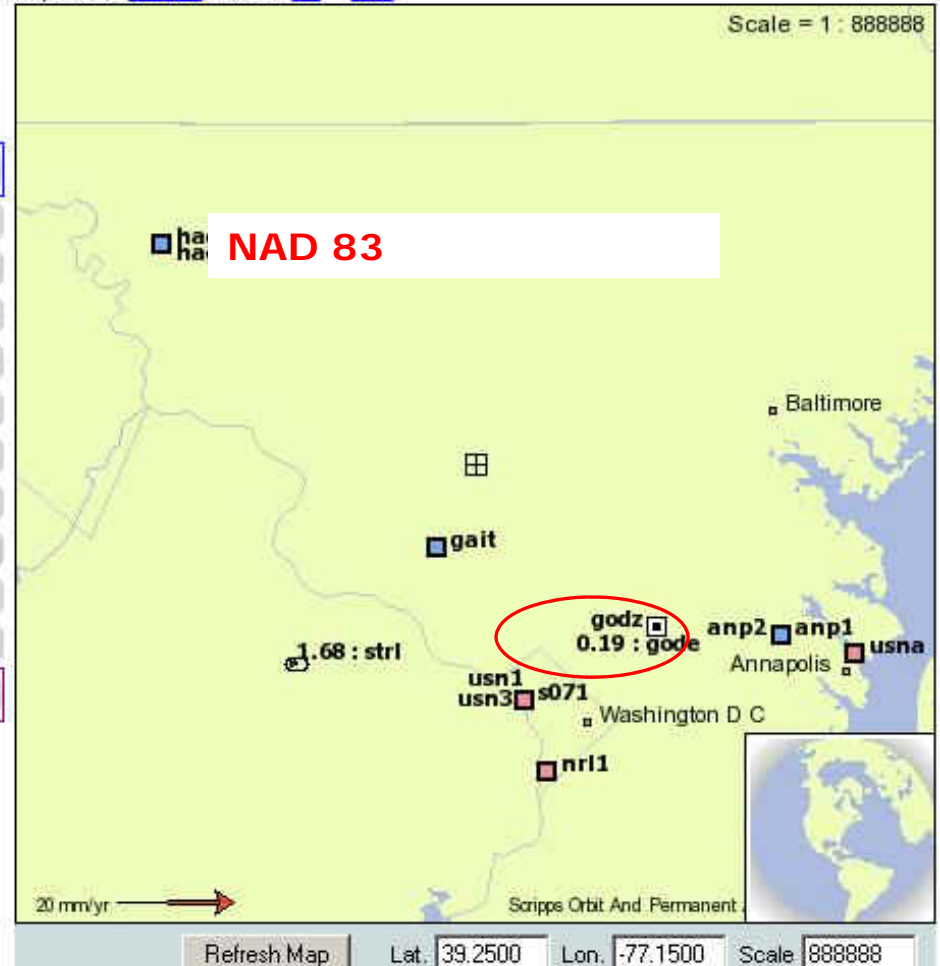 Scale = 1 : 888888
NAD 83
Baltimore
gait
godz
0.19 : gode
anp2
anp1
usna
Annapolis
1.68 : strl
usn1
usn3
s071
Washington D C
nrl1
20 mm/yr
Scripps Orbit And Permanent
Refresh Map
Lat. 39.2500
Lon. -77.1500
Scale 888888